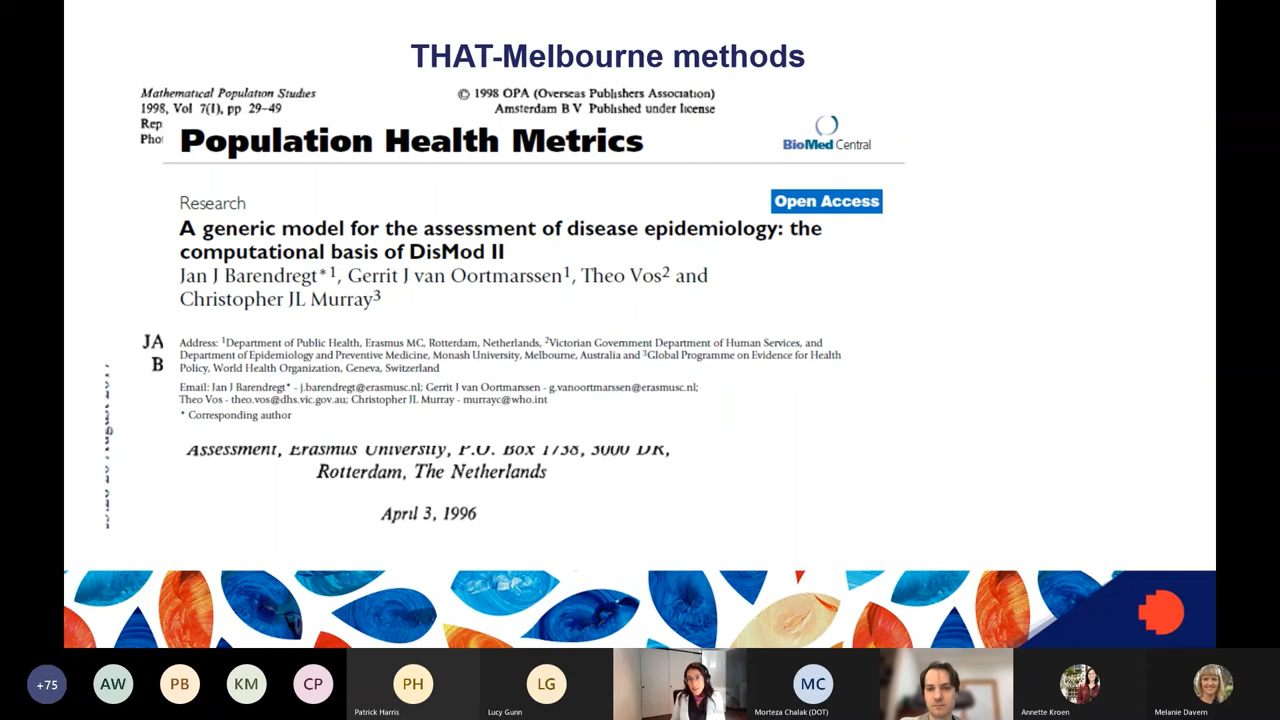 THAT-Melbourne methods
Mathematical Population Studies
1998, Vol 7(1), pp 29-49
Rep
Pho
© 1998 OPA (Overseas Publishers Association)
Amsterdam B V Published under license
Population Health Metrics
BioMed Central
Research
Open Access
A generic model for the assessment of disease epidemiology: the
computational basis of DisMod II
Jan J Barendregt*1, Gerrit J van Oortmarssen1, Theo Vos2 and
Christopher JL Murray3
JA
B
Address: 1Department of Public Health, Erasmus MC, Rotterdam, Netherlands, 2Victorian Government Department of Human Services, and
Department of Epidemiology and Preventive Medicine, Monash University, Melbourne, Australia and 3Global Programme on Evidence for Health
Policy, World Health Organization, Geneva, Switzerland
Email: Jan J Barendregt* - j.barendregt@erasmusc.nl; Gerrit J van Oortmarssen - g.vanoortmarssen@erasmusc.nl;
Theo Vos - theo.vos@dhs.vic.gov.au; Christopher JL Murray - murrayc@who.int
* Corresponding author
Assessment, Erasmus University, P.O. Box 1738, 3000 DR,
Rotterdam, The Netherlands
April 3, 1996
+75
AW
PB
KM
CP
PH
Patrick Harris
LG
Lucy Gunn
MC
Morteza Chalak (DOT)
Annette Kroen
Melanie Davern